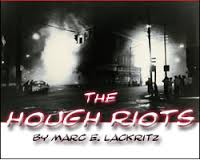 THE
HOUGH RIOTS
BY MARC E. LACKRITZ